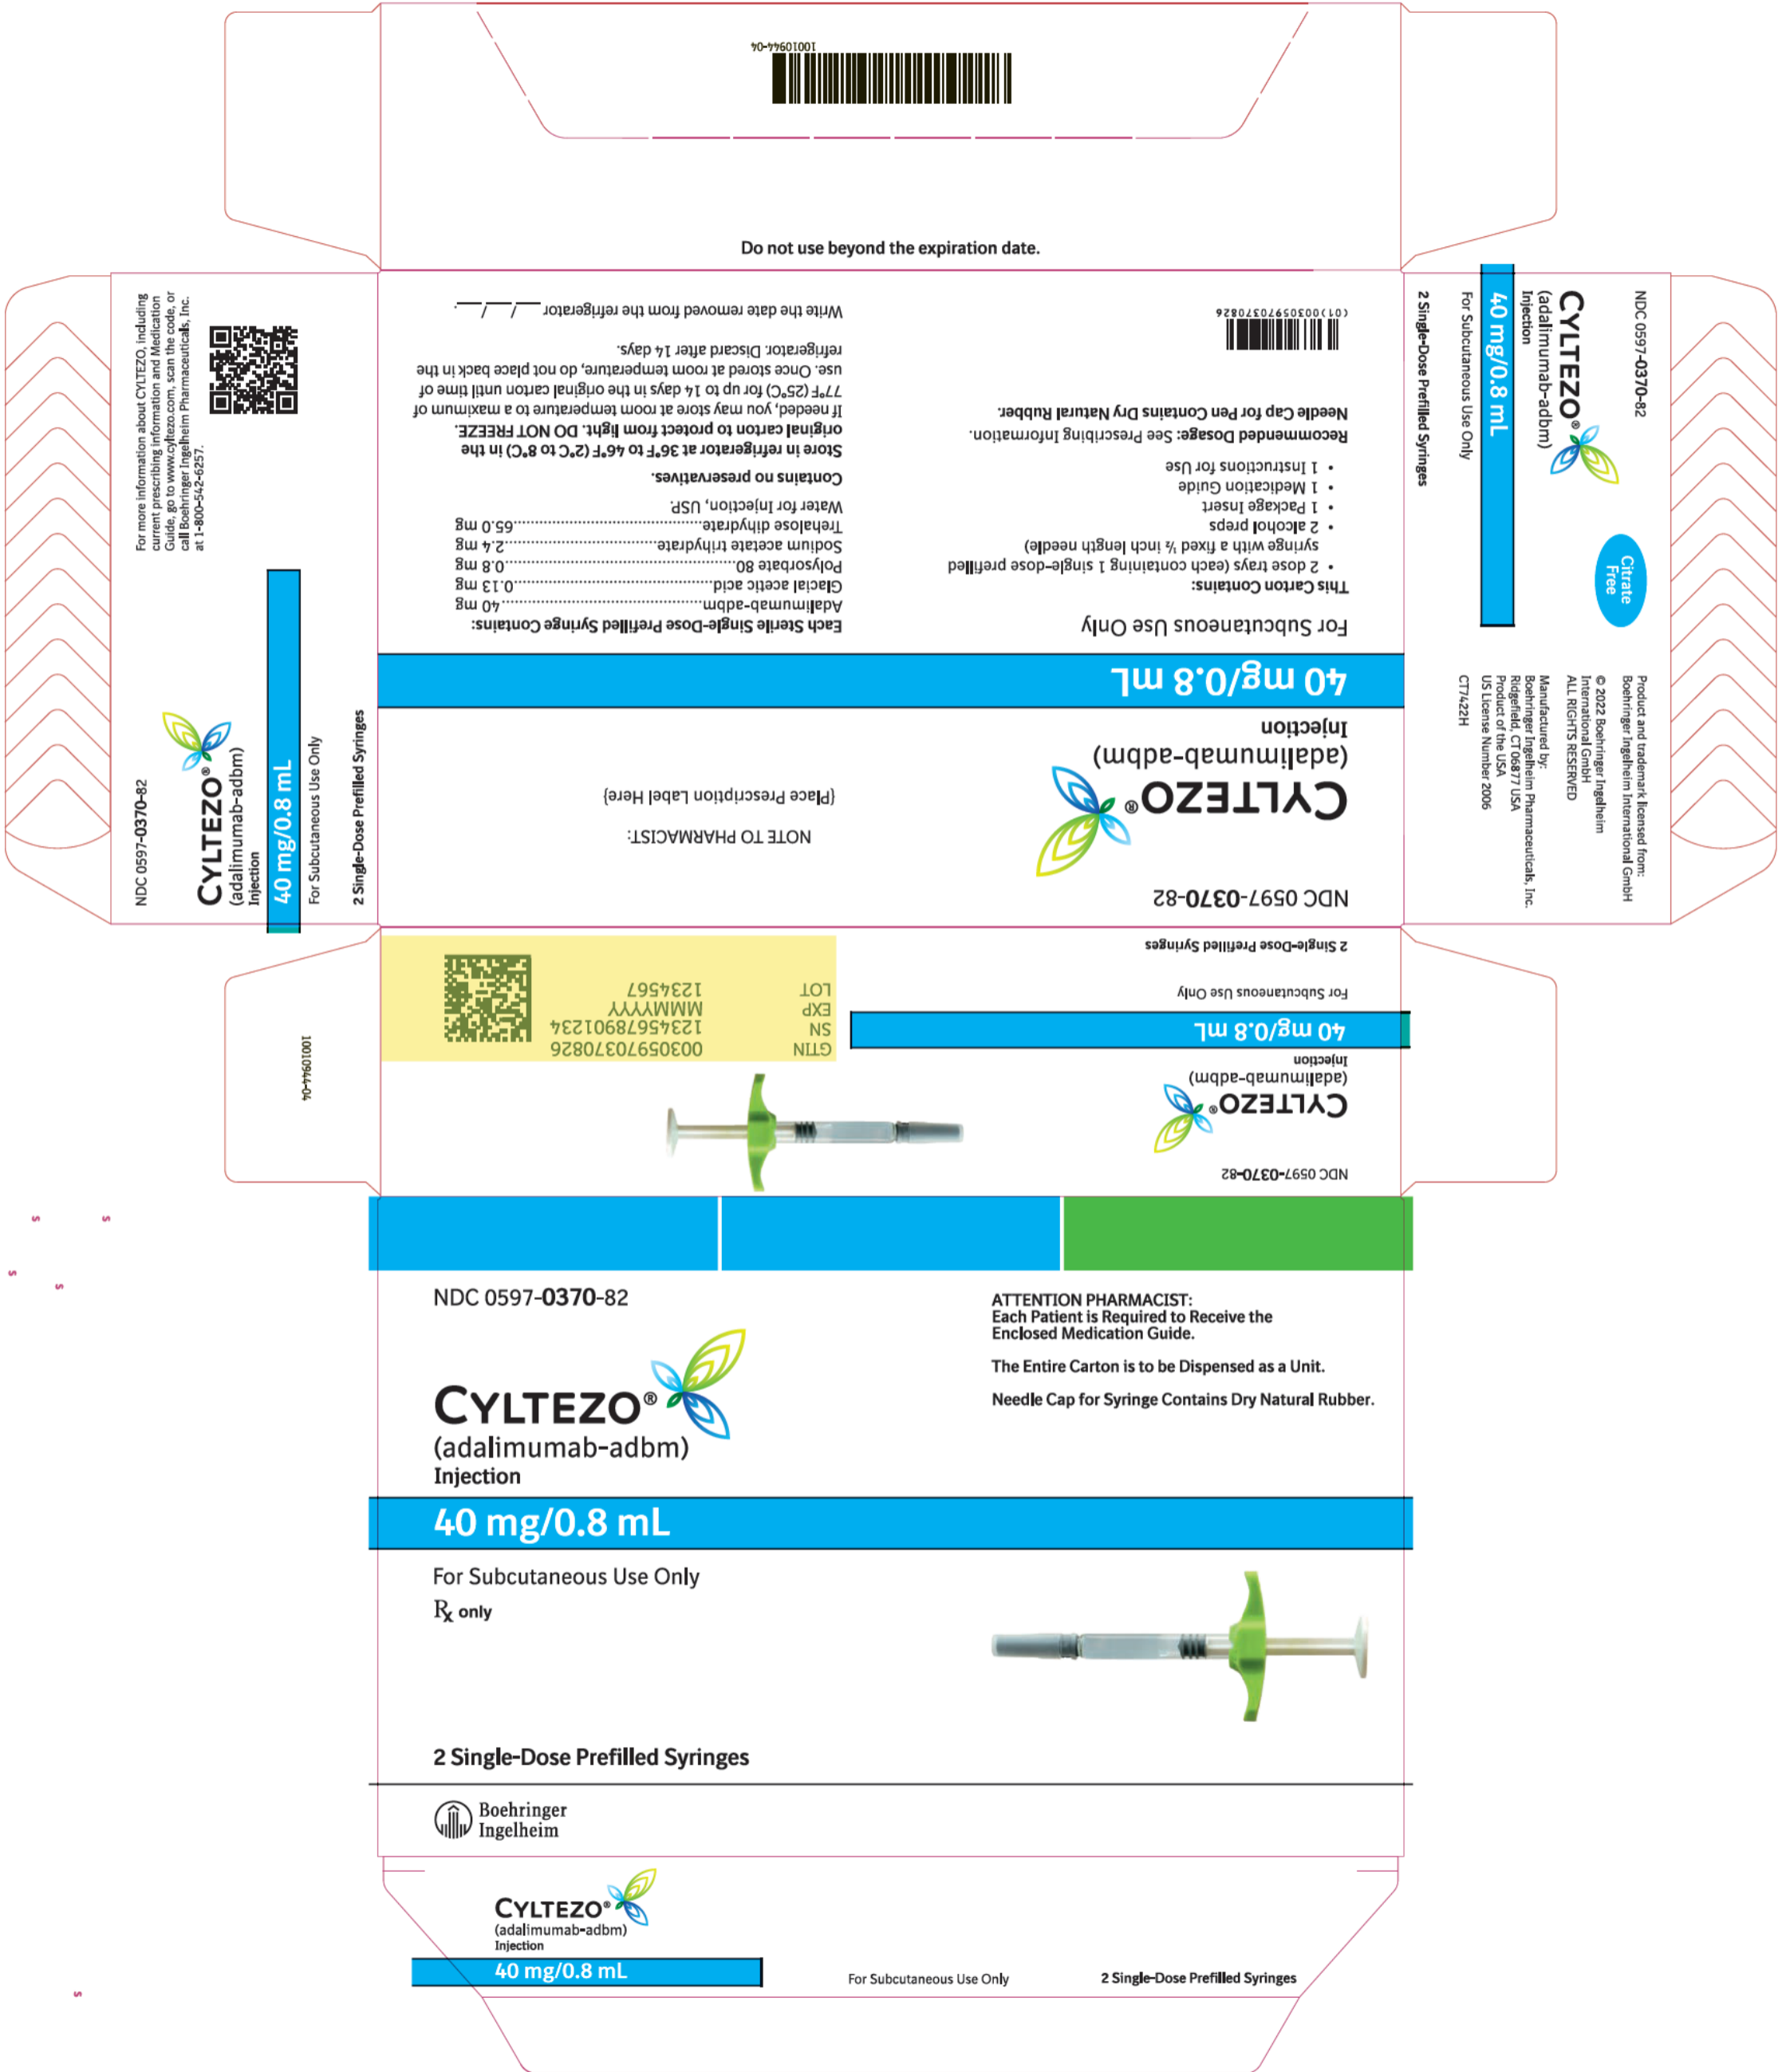 10010944-04
Do not use beyond the expiration date.
For more information about CYLTEZO, including
current prescribing information and Medication
Guide, go to www.cyltezo.com, scan the code, or
call Boehringer Ingelheim Pharmaceuticals, Inc.
at 1-800-542-6257.
NDC 0597-0370-82
CYLTEZO®
(adalimumab-adbm)
Injection
40 mg/0.8 mL
For Subcutaneous Use Only
2 Single-Dose Prefilled Syringes
NDC 0597-0370-82
CYLTEZO®
(adalimumab-adbm)
Injection
40 mg/0.8 mL
For Subcutaneous Use Only
This Carton Contains:
• 2 dose trays (each containing 1 single-dose prefilled
syringe with a fixed ½ inch length needle)
• 2 alcohol preps
• 1 Package Insert
• 1 Medication Guide
• 1 Instructions for Use
Recommended Dosage: See Prescribing Information.
Needle Cap for Pen Contains Dry Natural Rubber.
(01)00305970370826
NOTE TO PHARMACIST:
{Place Prescription Label Here}
Each Sterile Single-Dose Prefilled Syringe Contains:
Adalimumab-adbm....................40 mg
Glacial acetic acid....................0.13 mg
Polysorbate 80....................0.8 mg
Sodium acetate trihydrate....................2.4 mg
Trehalose dihydrate....................65.0 mg
Water for Injection, USP.
Contains no preservatives.
Store in refrigerator at 36°F to 46°F (2°C to 8°C) in the
original carton to protect from light. DO NOT FREEZE.
If needed, you may store at room temperature to a maximum of
77°F (25°C) for up to 14 days in the original carton until time of
use. Once stored at room temperature, do not place back in the
refrigerator. Discard after 14 days.
Write the date removed from the refrigerator ___/___/___.
NDC 0597-0370-82
CYLTEZO®
(adalimumab-adbm)
Injection
40 mg/0.8 mL
For Subcutaneous Use Only
2 Single-Dose Prefilled Syringes
Citrate
Free
Product and trademark licensed from:
Boehringer Ingelheim International GmbH
© 2022 Boehringer Ingelheim
International GmbH
ALL RIGHTS RESERVED
Manufactured by:
Boehringer Ingelheim Pharmaceuticals, Inc.
Ridgefield, CT 06877 USA
Product of the USA
US License Number 2006
CT7422H
10010944-04
NDC 0597-0370-82
CYLTEZO®
(adalimumab-adbm)
Injection
40 mg/0.8 mL
For Subcutaneous Use Only
2 Single-Dose Prefilled Syringes
GTIN 00305970370826
SN 12345678901234
EXP MMMYYYY
LOT 1234567
s
s
s
s
NDC 0597-0370-82
CYLTEZO®
(adalimumab-adbm)
Injection
40 mg/0.8 mL
For Subcutaneous Use Only
Rx only
2 Single-Dose Prefilled Syringes
Boehringer
Ingelheim
ATTENTION PHARMACIST:
Each Patient is Required to Receive the
Enclosed Medication Guide.
The Entire Carton is to be Dispensed as a Unit.
Needle Cap for Syringe Contains Dry Natural Rubber.
CYLTEZO®
(adalimumab-adbm)
Injection
40 mg/0.8 mL
For Subcutaneous Use Only
2 Single-Dose Prefilled Syringes
s